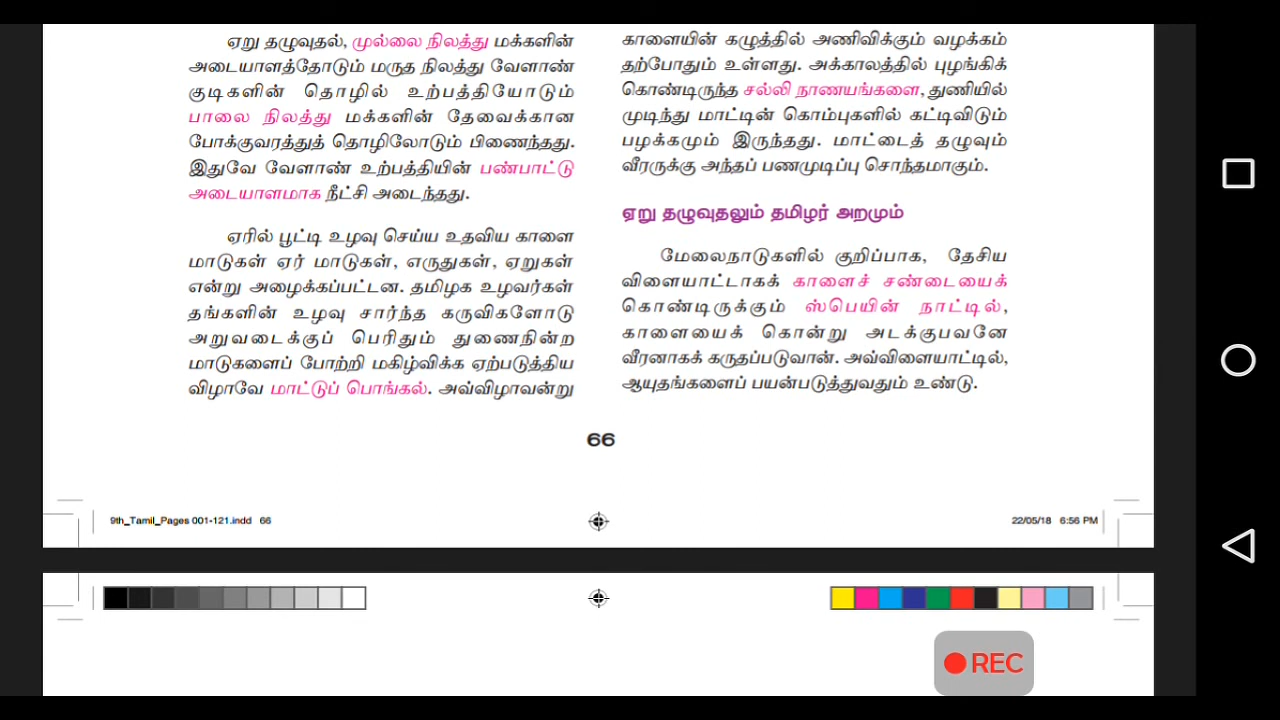 ஏறு தழுவுதல், முல்லை நிலத்து மக்களின்
அடையாளத்தோடும் மருத நிலத்து வேளாண்
குடிகளின் தொழில் உற்பத்தியோடும்
பாலை நிலத்து மக்களின் தேவைக்கான
போக்குவரத்துத் தொழிலோடும் பிணைந்தது.
இதுவே வேளாண் உற்பத்தியின் பண்பாட்டு
அடையாளமாக நீட்சி அடைந்தது.
ஏரில் பூட்டி உழவு செய்ய உதவிய காளை
மாடுகள் ஏர் மாடுகள், எருதுகள், ஏறுகள்
என்று அழைக்கப்பட்டன. தமிழக உழவர்கள்
தங்களின் உழவு சார்ந்த கருவிகளோடு
அறுவடைக்குப் பெரிதும் துணைநின்ற
மாடுகளைப் போற்றி மகிழ்விக்க ஏற்படுத்திய
விழாவே மாட்டுப் பொங்கல். அவ்விழாவன்று
காளையின் கழுத்தில் அணிவிக்கும் வழக்கம்
தற்போதும் உள்ளது. அக்காலத்தில் புழங்கிக்
கொண்டிருந்த சல்லி நாணயங்களை, துணியில்
முடிந்து மாட்டின் கொம்புகளில் கட்டிவிடும்
பழக்கமும் இருந்தது. மாட்டைத் தழுவும்
வீரருக்கு அந்தப் பணமுடிப்பு சொந்தமாகும்.
ஏறு தழுவுதலும் தமிழர் அறமும்
மேலைநாடுகளில் குறிப்பாக, தேசிய
விளையாட்டாகக் காளைச் சண்டையைக்
கொண்டிருக்கும் ஸ்பெயின் நாட்டில்,
காளையைக் கொன்று அடக்குபவனே
வீரனாகக் கருதப்படுவான். அவ்விளையாட்டில்,
ஆயுதங்களைப் பயன்படுத்துவதும் உண்டு.
66
9th_Tamil_Pages 001-121.indd 66
22/05/18 6:56 PM
REC